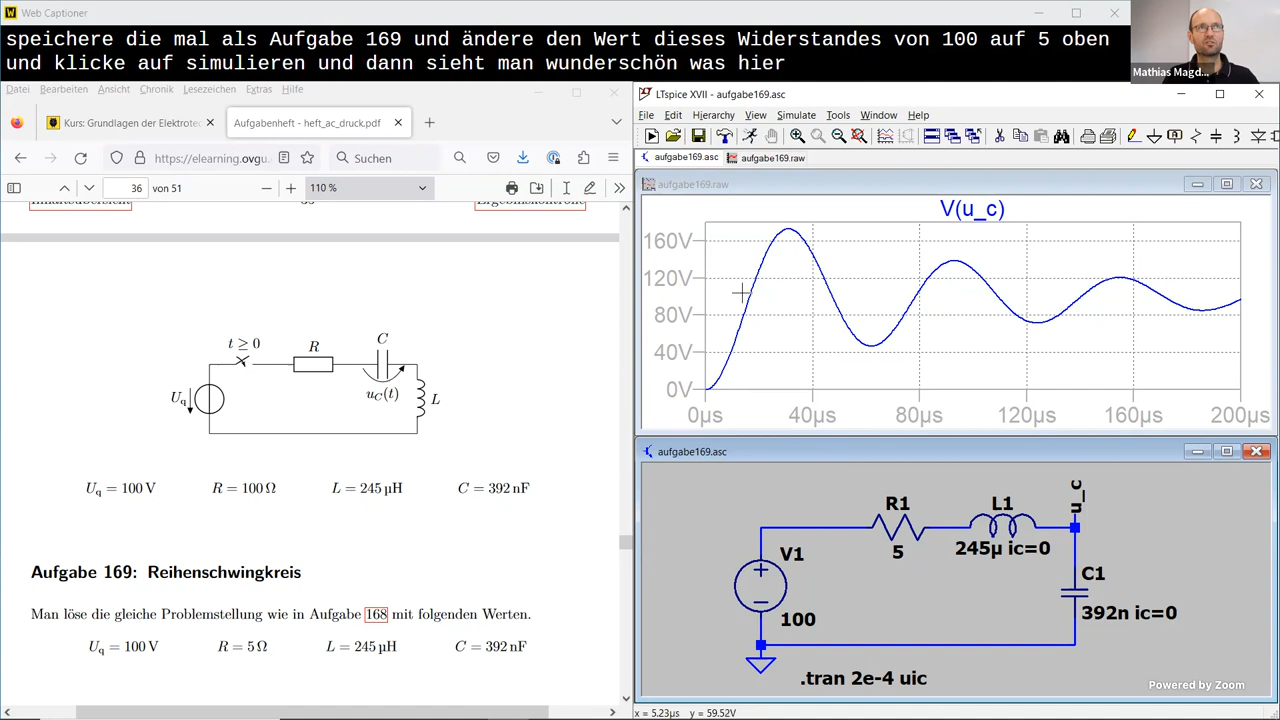 Web Captioner
speichere die mal als Aufgabe 169 und ändere den Wert dieses Widerstandes von 100 auf 5 oben
und klicke auf simulieren und dann sieht man wunderschön was hier
Mathias Magd...
Datei Bearbeiten Ansicht Chronik Lesezeichen Extras Hilfe
Kurs: Grundlagen der Elektrote
Aufgabenheft - heft_ac_druck.pdf
https://elearning.ovgu.
Suchen
36 von 51
110 %
t ≥ 0
R
C
U_q
u_C(t)
L
U_q = 100 V R = 100 Ω L = 245 µH C = 392 nF
Aufgabe 169: Reihenschwingkreis
Man löse die gleiche Problemstellung wie in Aufgabe 168 mit folgenden Werten.
U_q = 100 V R = 5 Ω L = 245 µH C = 392 nF
LTspice XVII - aufgabe169.asc
File Edit Hierarchy View Simulate Tools Window Help
aufgabe169.asc aufgabe169.raw
aufgabe169.raw
V(u_c)
160V
120V
80V
40V
0V
0µs 40µs 80µs 120µs 160µs 200µs
aufgabe169.asc
u_c
R1 L1
5 245µ ic=0
V1
100
C1
392n ic=0
.tran 2e-4 uic
Powered by Zoom
x = 5.23µs y = 59.52V